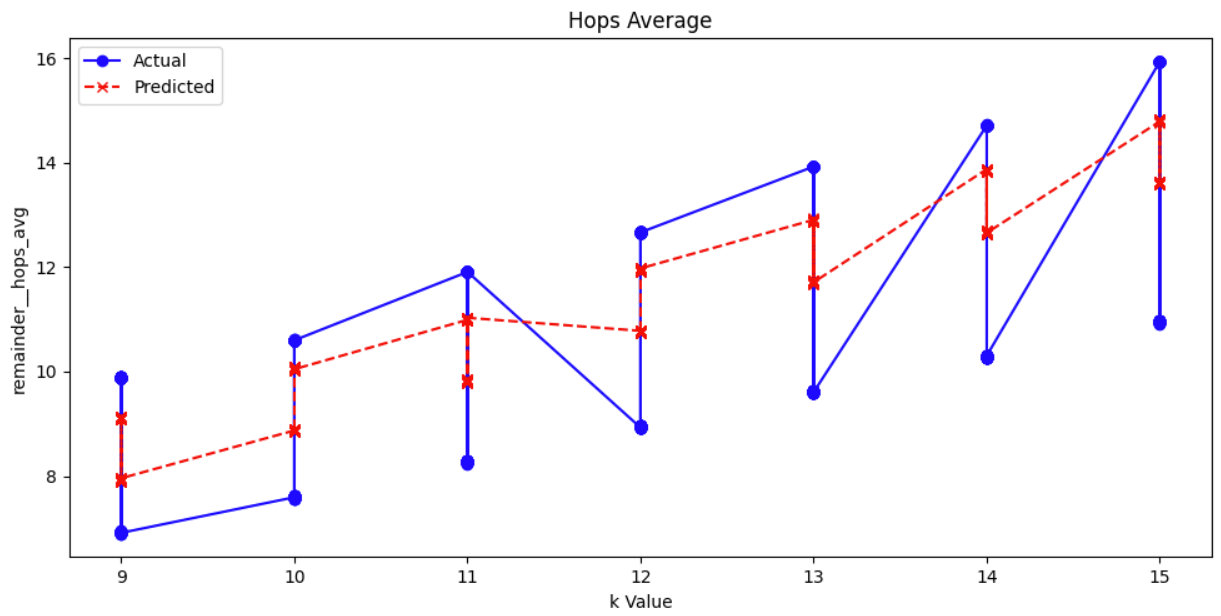 Hops Average
Actual
Predicted
remainder__hops_avg
16
14
12
10
8
9
10
11
12
13
14
15
k Value